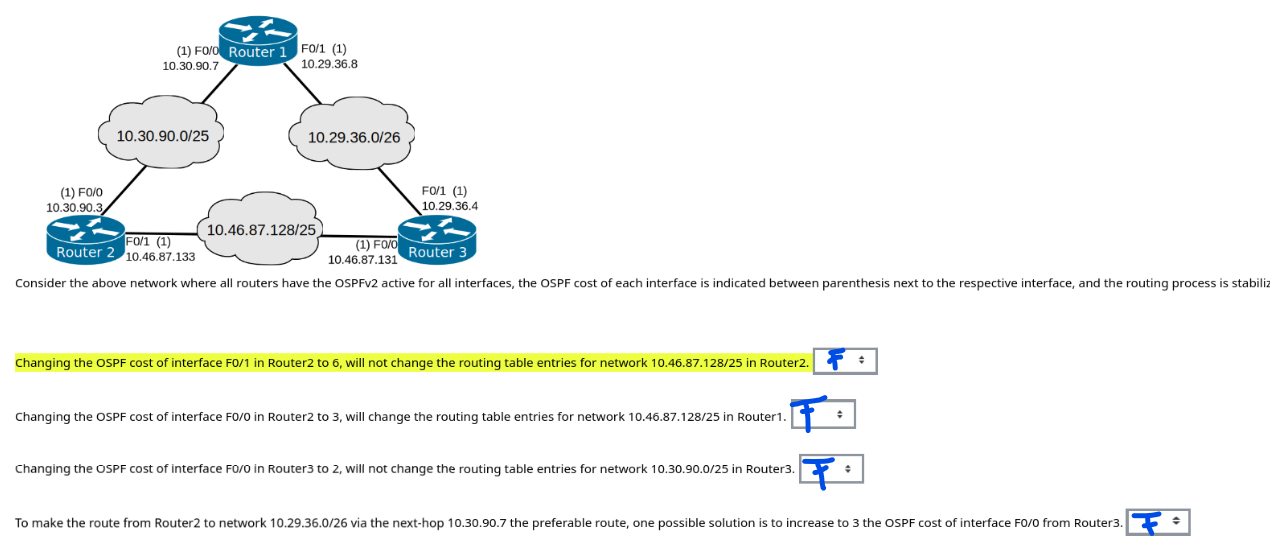 Router 1
(1) F0/0
10.30.90.7
F0/1 (1)
10.29.36.8
10.30.90.0/25
10.29.36.0/26
(1) F0/0
10.30.90.3
F0/1 (1)
10.29.36.4
10.46.87.128/25
Router 2
F0/1 (1)
10.46.87.133
(1) F0/0
10.46.87.131
Router 3
Consider the above network where all routers have the OSPFv2 active for all interfaces, the OSPF cost of each interface is indicated between parenthesis next to the respective interface, and the routing process is stabiliz
Changing the OSPF cost of interface F0/1 in Router2 to 6, will not change the routing table entries for network 10.46.87.128/25 in Router2. F
Changing the OSPF cost of interface F0/0 in Router2 to 3, will change the routing table entries for network 10.46.87.128/25 in Router1. F
Changing the OSPF cost of interface F0/0 in Router3 to 2, will not change the routing table entries for network 10.30.90.0/25 in Router3. F
To make the route from Router2 to network 10.29.36.0/26 via the next-hop 10.30.90.7 the preferable route, one possible solution is to increase to 3 the OSPF cost of interface F0/0 from Router3. F